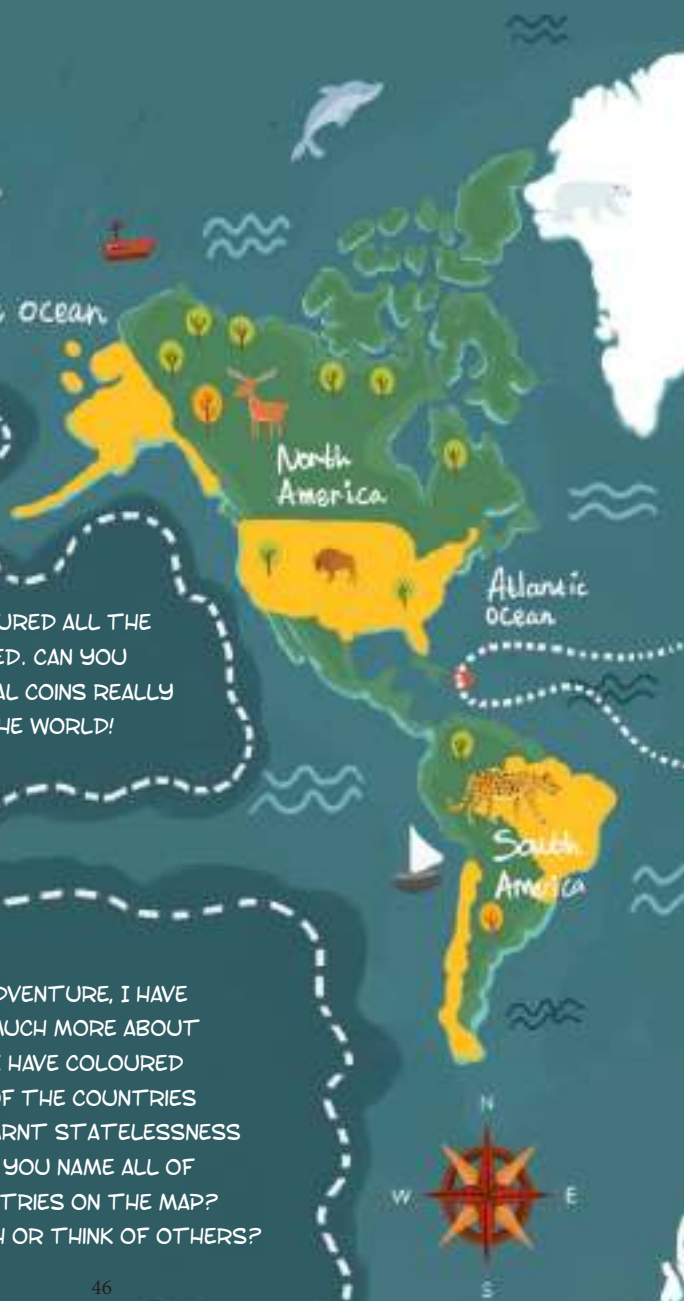 ocean
North
America
Atlantic
Ocean
URED ALL THE
ED. CAN YOU
AL COINS REALLY
HE WORLD!
South
America
DVENTURE, I HAVE
MUCH MORE ABOUT
E HAVE COLOURED
OF THE COUNTRIES
ARNT STATELESSNESS
YOU NAME ALL OF
TRIES ON THE MAP?
H OR THINK OF OTHERS?
N
W
E
S
46